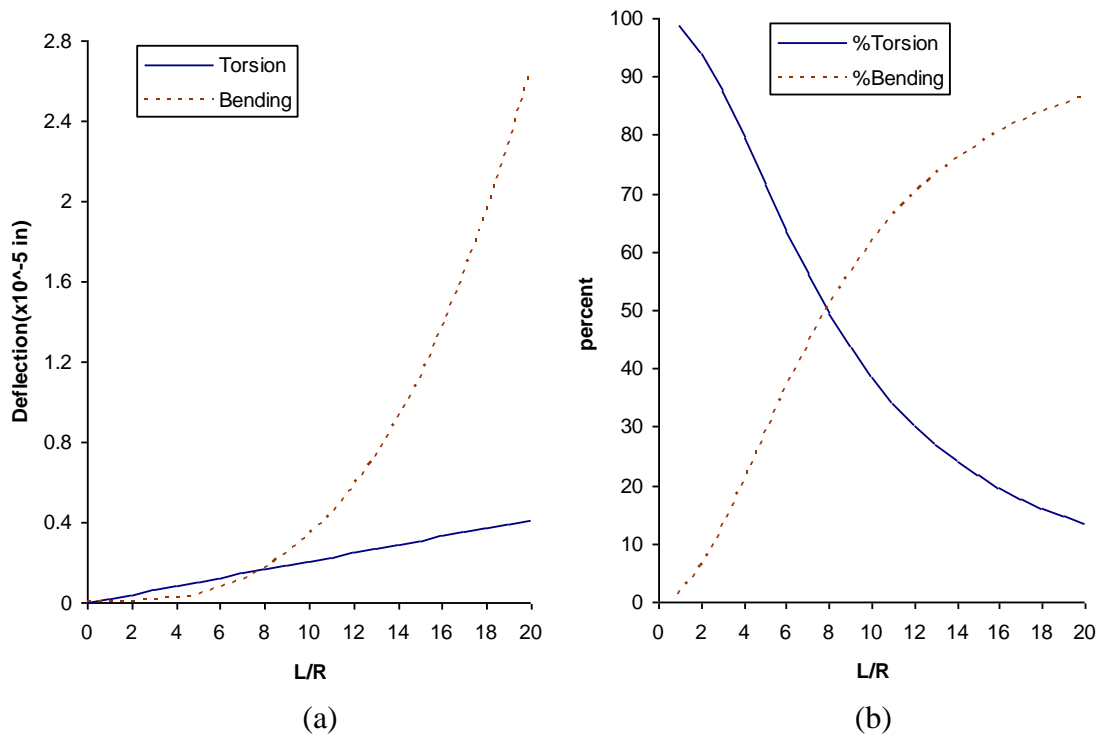 2.8
2.4
2
1.6
1.2
0.8
0.4
0
Deflection(x10^-5 in)
Torsion
Bending
0 2 4 6 8 10 12 14 16 18 20
L/R
(a)
100
90
80
70
60
50
40
30
20
10
0
percent
%Torsion
%Bending
0 2 4 6 8 10 12 14 16 18 20
L/R
(b)